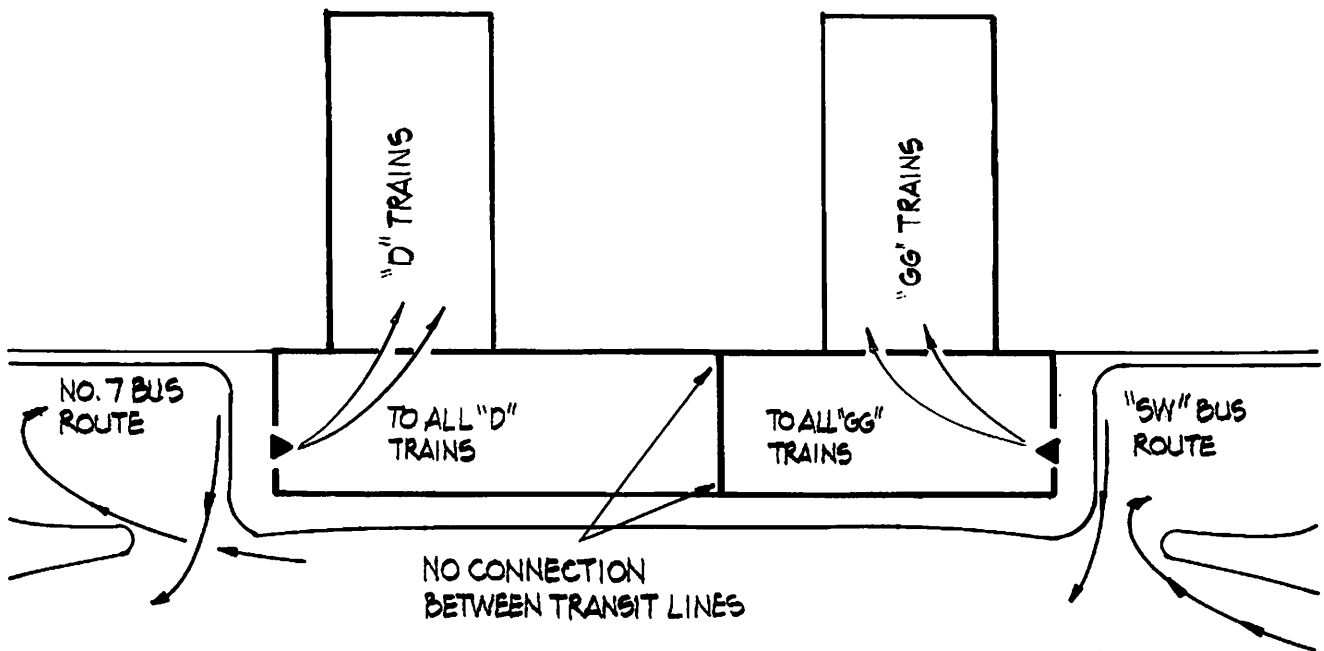 "D" TRAINS
"GG" TRAINS
NO. 7 BUS
ROUTE
TO ALL "D"
TRAINS
TO ALL "GG"
TRAINS
"SW" BUS
ROUTE
NO CONNECTION
BETWEEN TRANSIT LINES